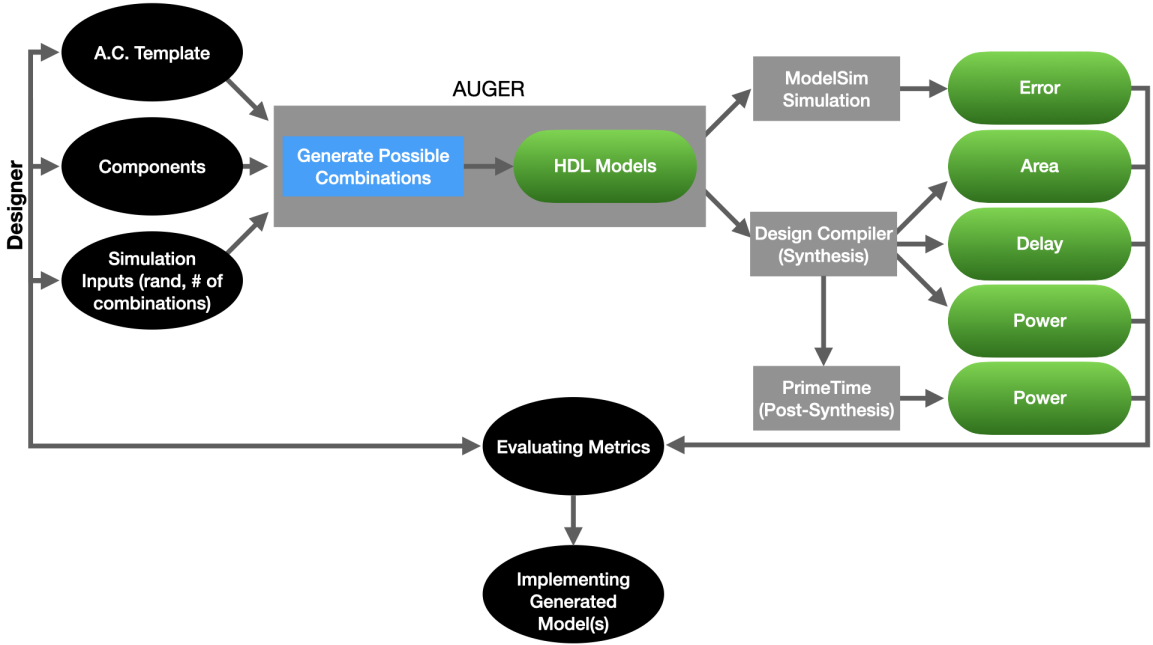 Designer
A.C. Template
Components
Simulation
Inputs (rand, # of
combinations)
AUGER
Generate Possible
Combinations
HDL Models
ModelSim
Simulation
Design Compiler
(Synthesis)
PrimeTime
(Post-Synthesis)
Error
Area
Delay
Power
Power
Evaluating Metrics
Implementing
Generated
Model(s)